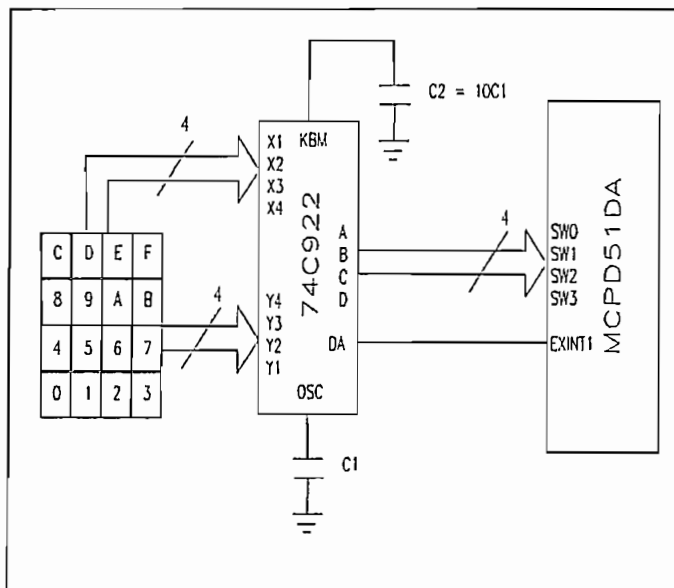 C2 = 10C1
4
X1 KBM
X2
X3
X4
74C922
A
B
C
D
4
SW0
SW1
SW2
SW3
MCPD51DA
C D E F
8 9 A B
4 5 6 7
0 1 2 3
4
Y4
Y3
Y2
Y1
DA
EXINT1
OSC
C1